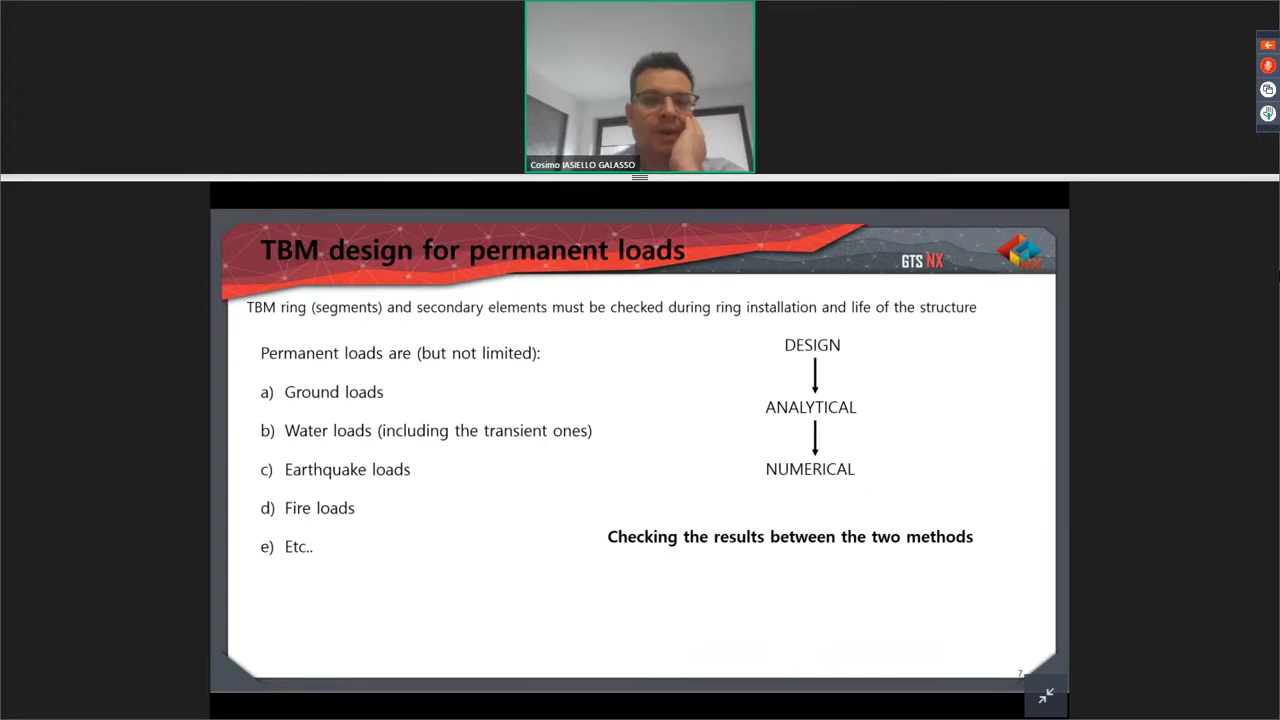 Cosimo IASIELLO GALASSO
TBM design for permanent loads
GTS NX
NX
TBM ring (segments) and secondary elements must be checked during ring installation and life of the structure
Permanent loads are (but not limited):
a) Ground loads
b) Water loads (including the transient ones)
c) Earthquake loads
d) Fire loads
e) Etc..
DESIGN
ANALYTICAL
NUMERICAL
Checking the results between the two methods
7